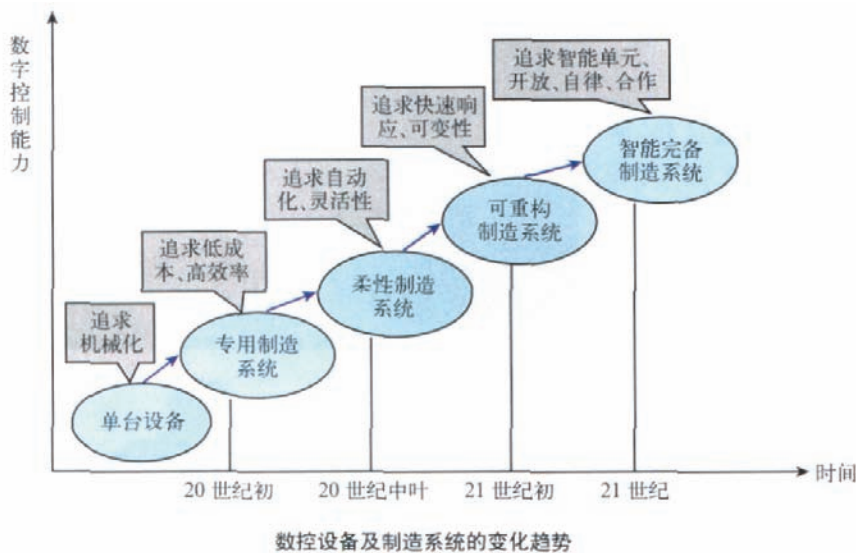 数字控制能力
追求智能单元、
开放、自律、合作
追求快速响
应、可变性
智能完备
制造系统
追求自动
化、灵活性
可重构
制造系统
追求低成
本、高效率
柔性制造
系统
追求
机械化
专用制造
系统
单台设备
时间
20 世纪初
20 世纪中叶
21 世纪初
21 世纪
数控设备及制造系统的变化趋势